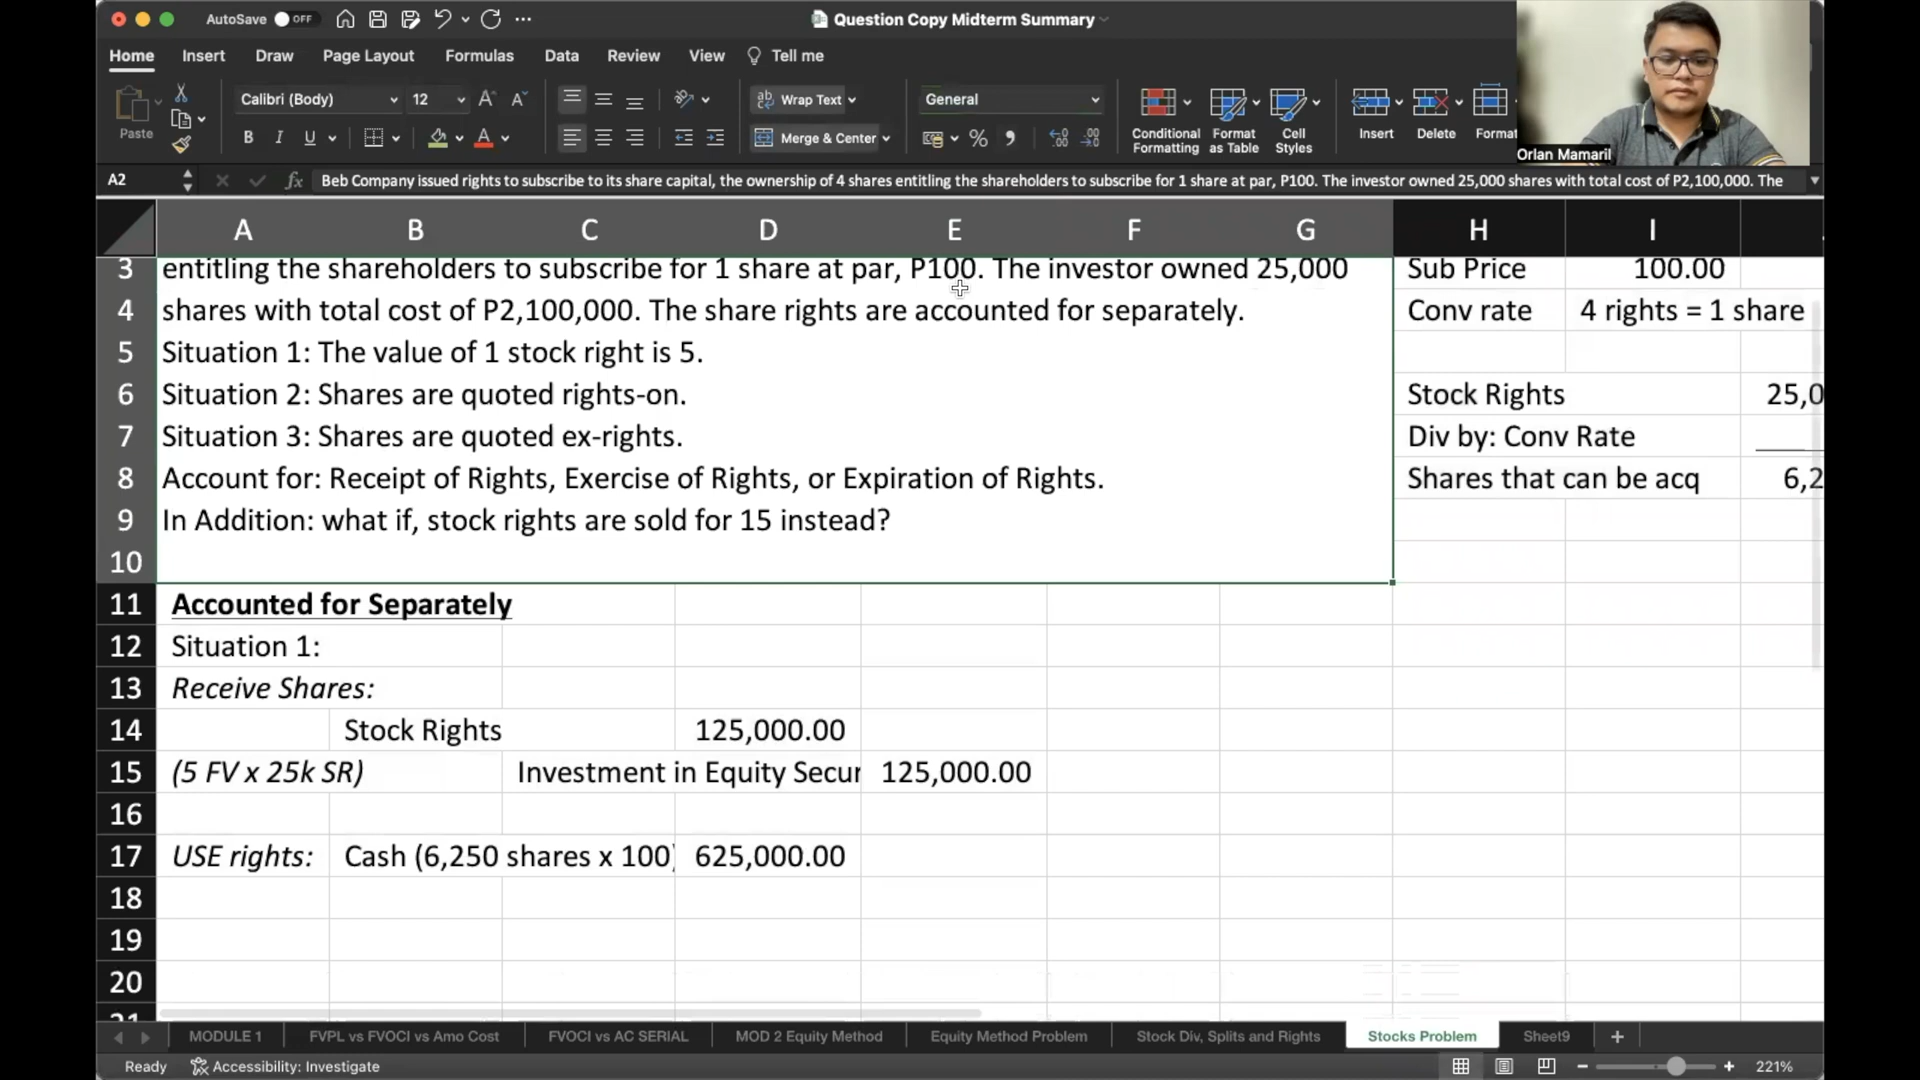 AutoSave OFF
Question Copy Midterm Summary
Home Insert Draw Page Layout Formulas Data Review View Tell me
Paste
Calibri (Body) 12
Wrap Text
Merge & Center
General
Conditional Formatting
Format as Table
Cell Styles
Insert
Delete
Format
Orlan Mamaril
A2 fx Beb Company issued rights to subscribe to its share capital, the ownership of 4 shares entitling the shareholders to subscribe for 1 share at par, P100. The investor owned 25,000 shares with total cost of P2,100,000. The
A B C D E F G H I
3 entitling the shareholders to subscribe for 1 share at par, P100. The investor owned 25,000 Sub Price 100.00
4 shares with total cost of P2,100,000. The share rights are accounted for separately. Conv rate 4 rights = 1 share
5 Situation 1: The value of 1 stock right is 5.
6 Situation 2: Shares are quoted rights-on. Stock Rights 25,0
7 Situation 3: Shares are quoted ex-rights. Div by: Conv Rate
8 Account for: Receipt of Rights, Exercise of Rights, or Expiration of Rights. Shares that can be acq 6,2
9 In Addition: what if, stock rights are sold for 15 instead?
10
11 Accounted for Separately
12 Situation 1:
13 Receive Shares:
14 Stock Rights 125,000.00
15 (5 FV x 25k SR) Investment in Equity Secur 125,000.00
16
17 USE rights: Cash (6,250 shares x 100) 625,000.00
18
19
20
21
MODULE 1 FVPL vs FVOCI vs Amo Cost FVOCI vs AC SERIAL MOD 2 Equity Method Equity Method Problem Stock Div, Splits and Rights Stocks Problem Sheet9 +
Ready Accessibility: Investigate 221%